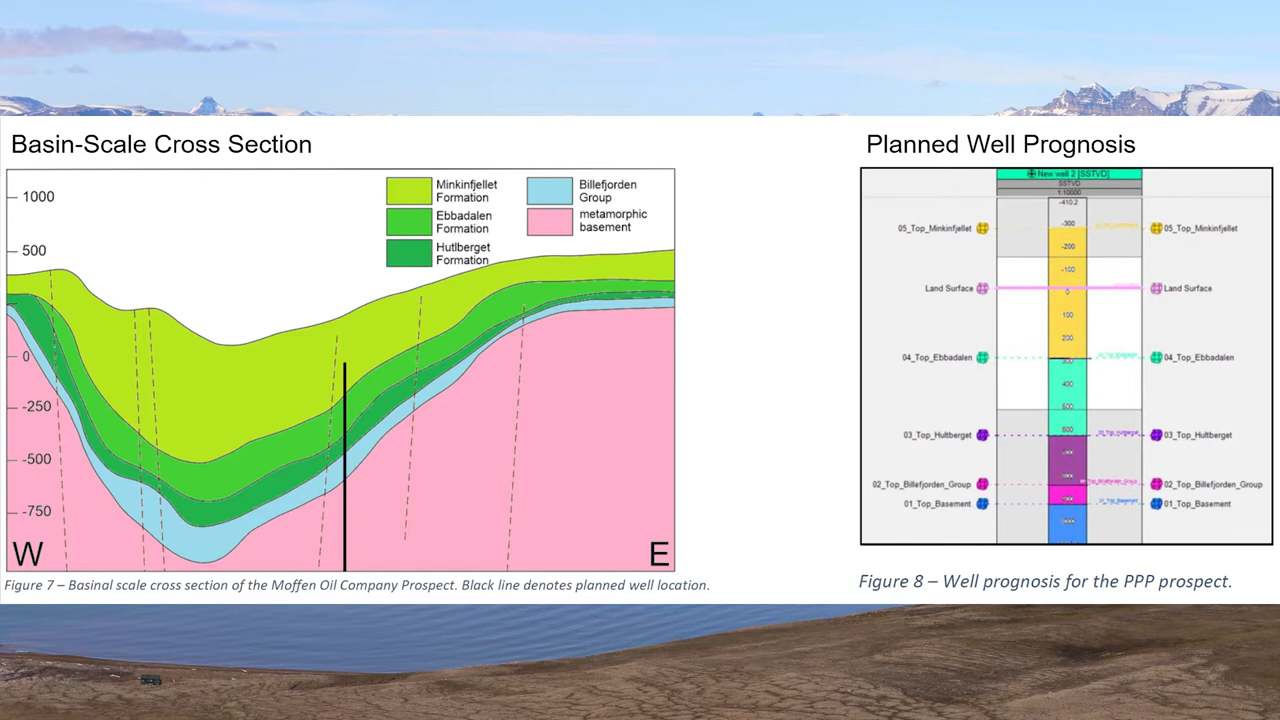 Basin-Scale Cross Section
Planned Well Prognosis
1000
500
0
-250
-500
-750
Minkinfjellet
Formation
Ebbadalen
Formation
Hutlberget
Formation
Billefjorden
Group
metamorphic
basement
W
E
New well 2 [SSTVD]
SSTVD
1:10000
-410.2
-300
-200
-100
0
100
200
300
400
500
600
05_Top_Minkinfjellet
05_Top_Minkinfjellet
Land Surface
Land Surface
04_Top_Ebbadalen
04_Top_Ebbadalen
03_Top_Hultberget
03_Top_Hultberget
02_Top_Billefjorden_Group
02_Top_Billefjorden_Group
01_Top_Basement
01_Top_Basement
Figure 7 – Basinal scale cross section of the Moffen Oil Company Prospect. Black line denotes planned well location.
Figure 8 – Well prognosis for the PPP prospect.